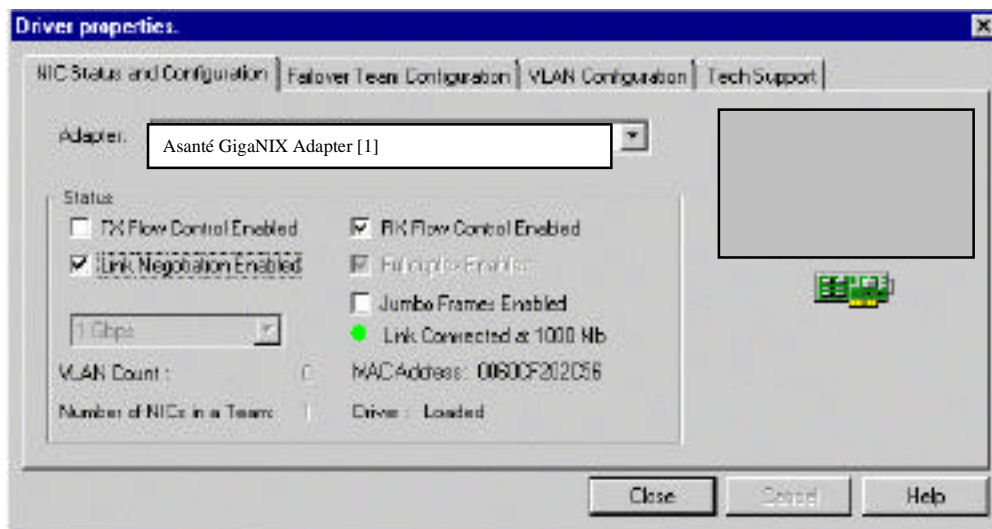 Driver properties.
NIC Status and Configuration Failover Team Configuration VLAN Configuration Tech Support
Adapter: Asanté GigaNIX Adapter [1]
Status
TX Flow Control Enabled RX Flow Control Enabled
Link Negotiation Enabled Fullduplex Enabled
Jumbo Frames Enabled
1 Gbps Link Connected at 1000 Mb
VLAN Count : 0 MAC Address:
Number of NICs in a Team: 1 Driver : Loaded
Close Cancel Help